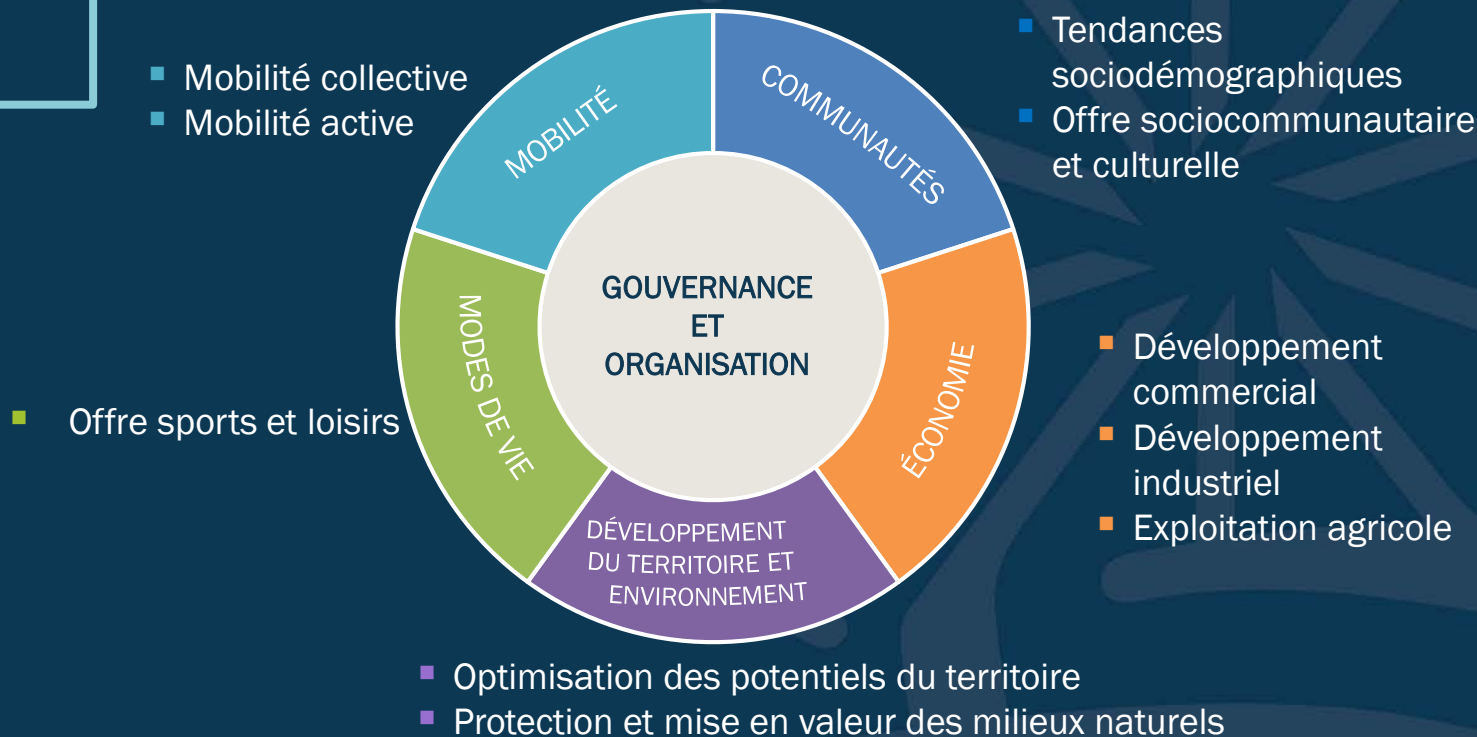 Mobilité collective
Mobilité active
MOBILITÉ
COMMUNAUTÉS
Tendances
sociodémographiques
Offre sociocommunautaire
et culturelle
GOUVERNANCE
ET
ORGANISATION
MODES DE VIE
Offre sports et loisirs
ÉCONOMIE
Développement
commercial
Développement
industriel
Exploitation agricole
DÉVELOPPEMENT
DU TERRITOIRE ET
ENVIRONNEMENT
Optimisation des potentiels du territoire
Protection et mise en valeur des milieux naturels